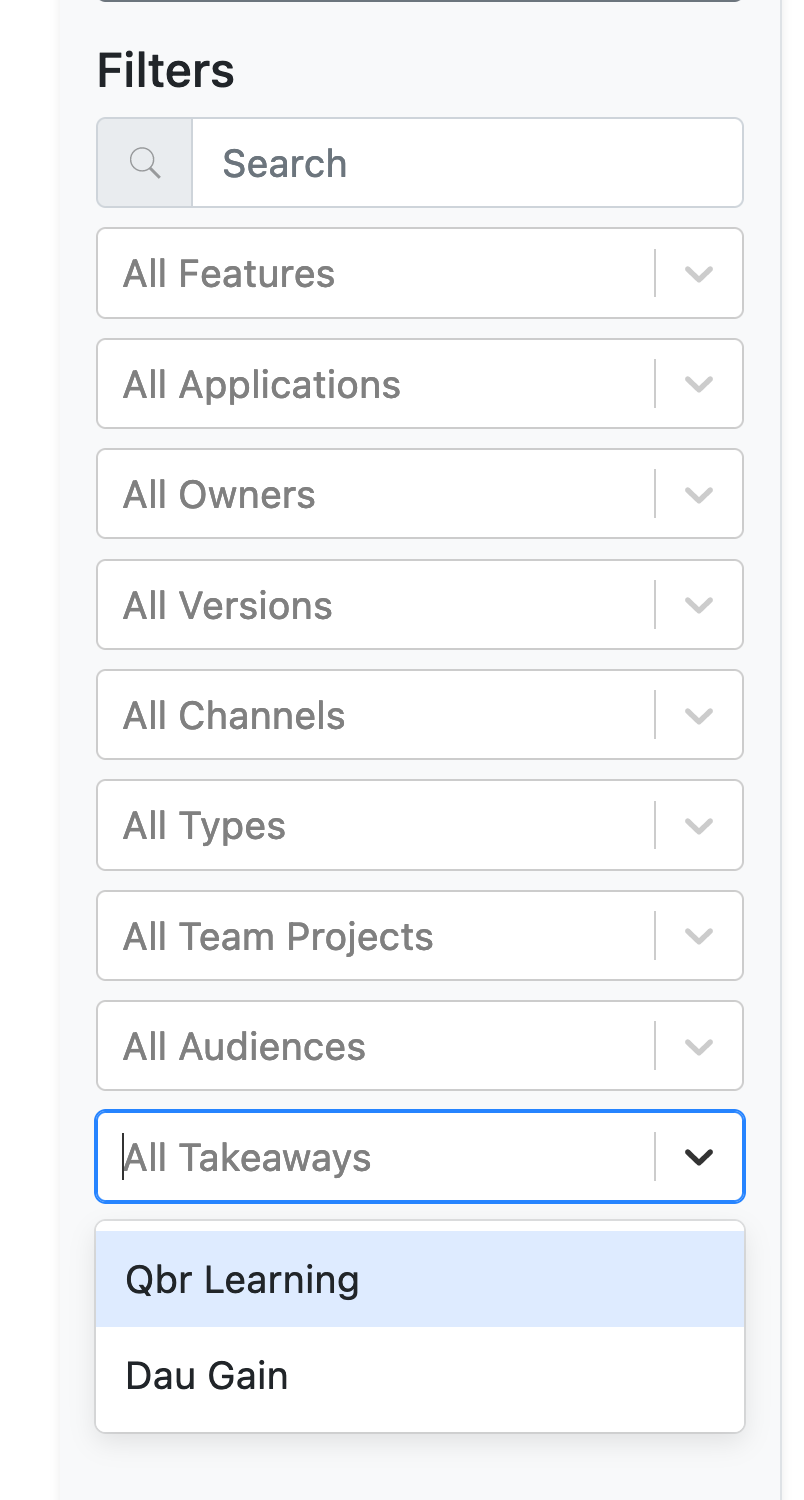 Filters
Search
All Features
All Applications
All Owners
All Versions
All Channels
All Types
All Team Projects
All Audiences
All Takeaways
Qbr Learning
Dau Gain